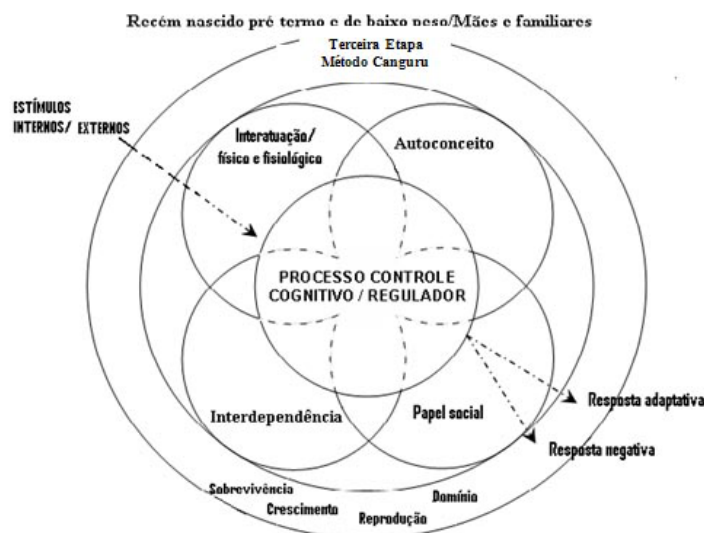 Recém nascido pré termo e de baixo peso/Mães e familiares
Terceira Etapa
Método Canguru
ESTÍMULOS
INTERNOS/ EXTERNOS
Interatuação/
físico e fisiológico
Autoconceito
PROCESSO CONTROLE
COGNITIVO / REGULADOR
Interdependência
Papel social
Resposta adaptativa
Resposta negativa
Sobrevivência
Crescimento
Reprodução
Domínio